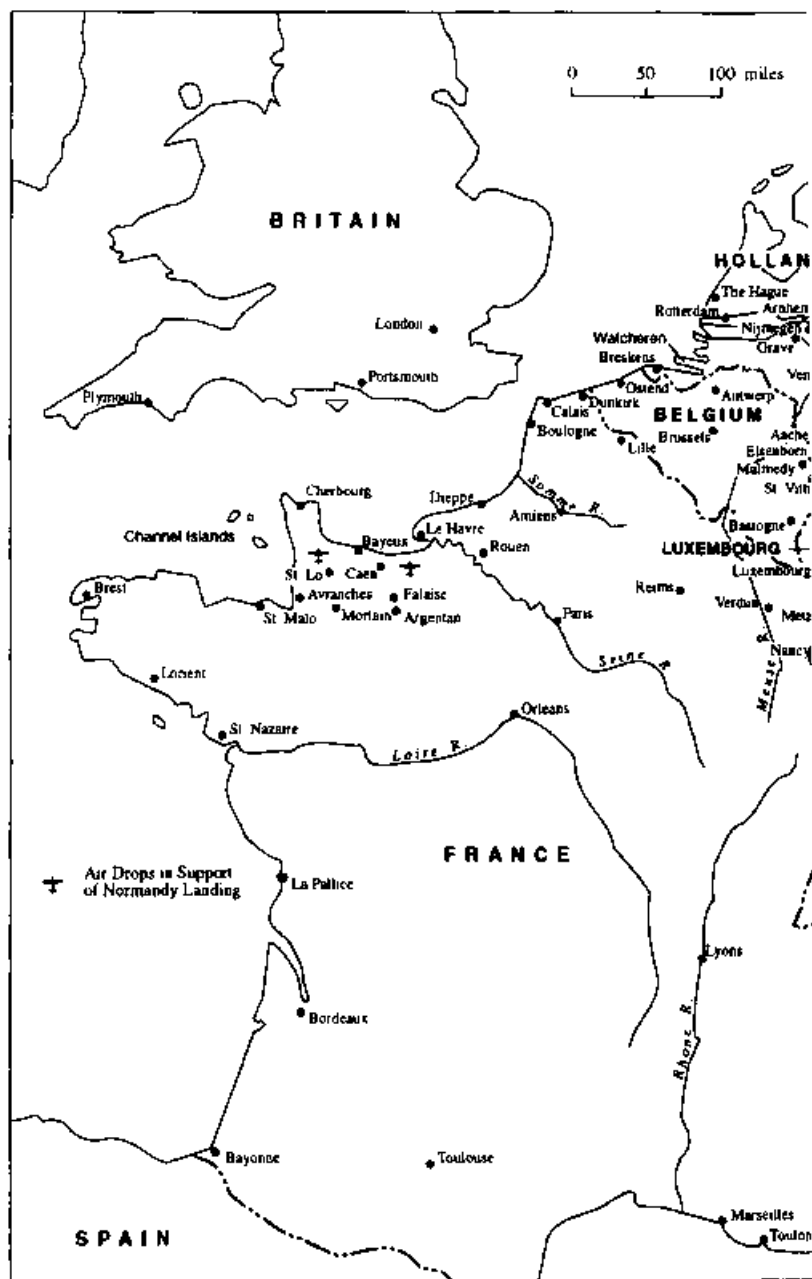 0 50 100 miles
BRITAIN
HOLLAN
The Hague
Rotterdam
Arnhem
Nijmegen
Grave
London
Walcheren
Breskens
Portsmouth
Plymouth
Ostend
Ven
Dunkirk
Antwerp
Calais
BELGIUM
Boulogne
Brussels
Aache
Lille
Elsenborn
Malmedy
St Vith
Cherbourg
Dieppe
Somme R.
Amiens
Bastogne
Channel Islands
Bayeux
Le Havre
Rouen
LUXEMBOURG
St Lo
Caen
Luxembourg
Brest
Avranches
Falaise
Reims
Verdun
St Malo
Mortain
Argentan
Paris
Metz
Nancy
Seine R.
Meuse
Lorient
Orleans
St Nazaire
Loire R.
FRANCE
Air Drops in Support
of Normandy Landing
La Pallice
Lyons
Bordeaux
Rhone R.
Bayonne
Toulouse
Marseilles
SPAIN
Toulon